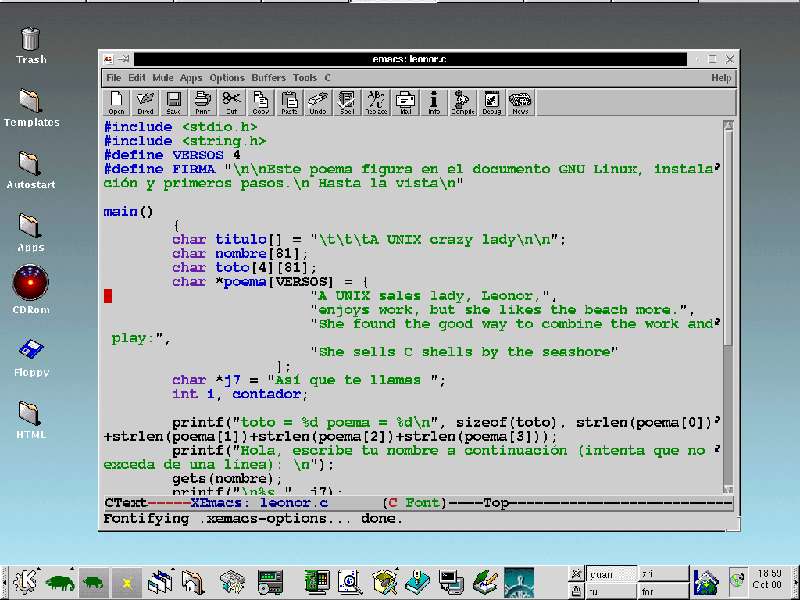 emacs: leonor.c
File Edit Mule Apps Options Buffers Tools C Help
Open Dired Save Print Cut Copy Paste Undo Spell Replace Mail Info Compile Debug News
#include <stdio.h>
#include <string.h>
#define VERSOS 4
#define FIRMA "\n\nEste poema figura en el documento GNU Linux, instala
ción y primeros pasos.\n Hasta la vista\n"
main()
{
char titulo[] = "\t\t\tA UNIX crazy lady\n\n";
char nombre[81];
char toto[4][81];
char *poema[VERSOS] = {
"A UNIX sales lady, Leonor,",
"enjoys work, but she likes the beach more.",
"She found the good way to combine the work and
play:",
"She sells C shells by the seashore"
};
char *j7 = "Así que te llamas ";
int i, contador;
printf("toto = %d poema = %d\n", sizeof(toto), strlen(poema[0])
+strlen(poema[1])+strlen(poema[2])+strlen(poema[3]));
printf("Hola, escribe tu nombre a continuación (intenta que no
exceda de una línea): \n");
gets(nombre);
printf("\n%s ", j7);
CText-----XEmacs: leonor.c (C Font)----Top
Fontifying .xemacs-options... done.
Trash
Templates
Autostart
Apps
CDRom
Floppy
HTML
tu for
18:59
Oct 00